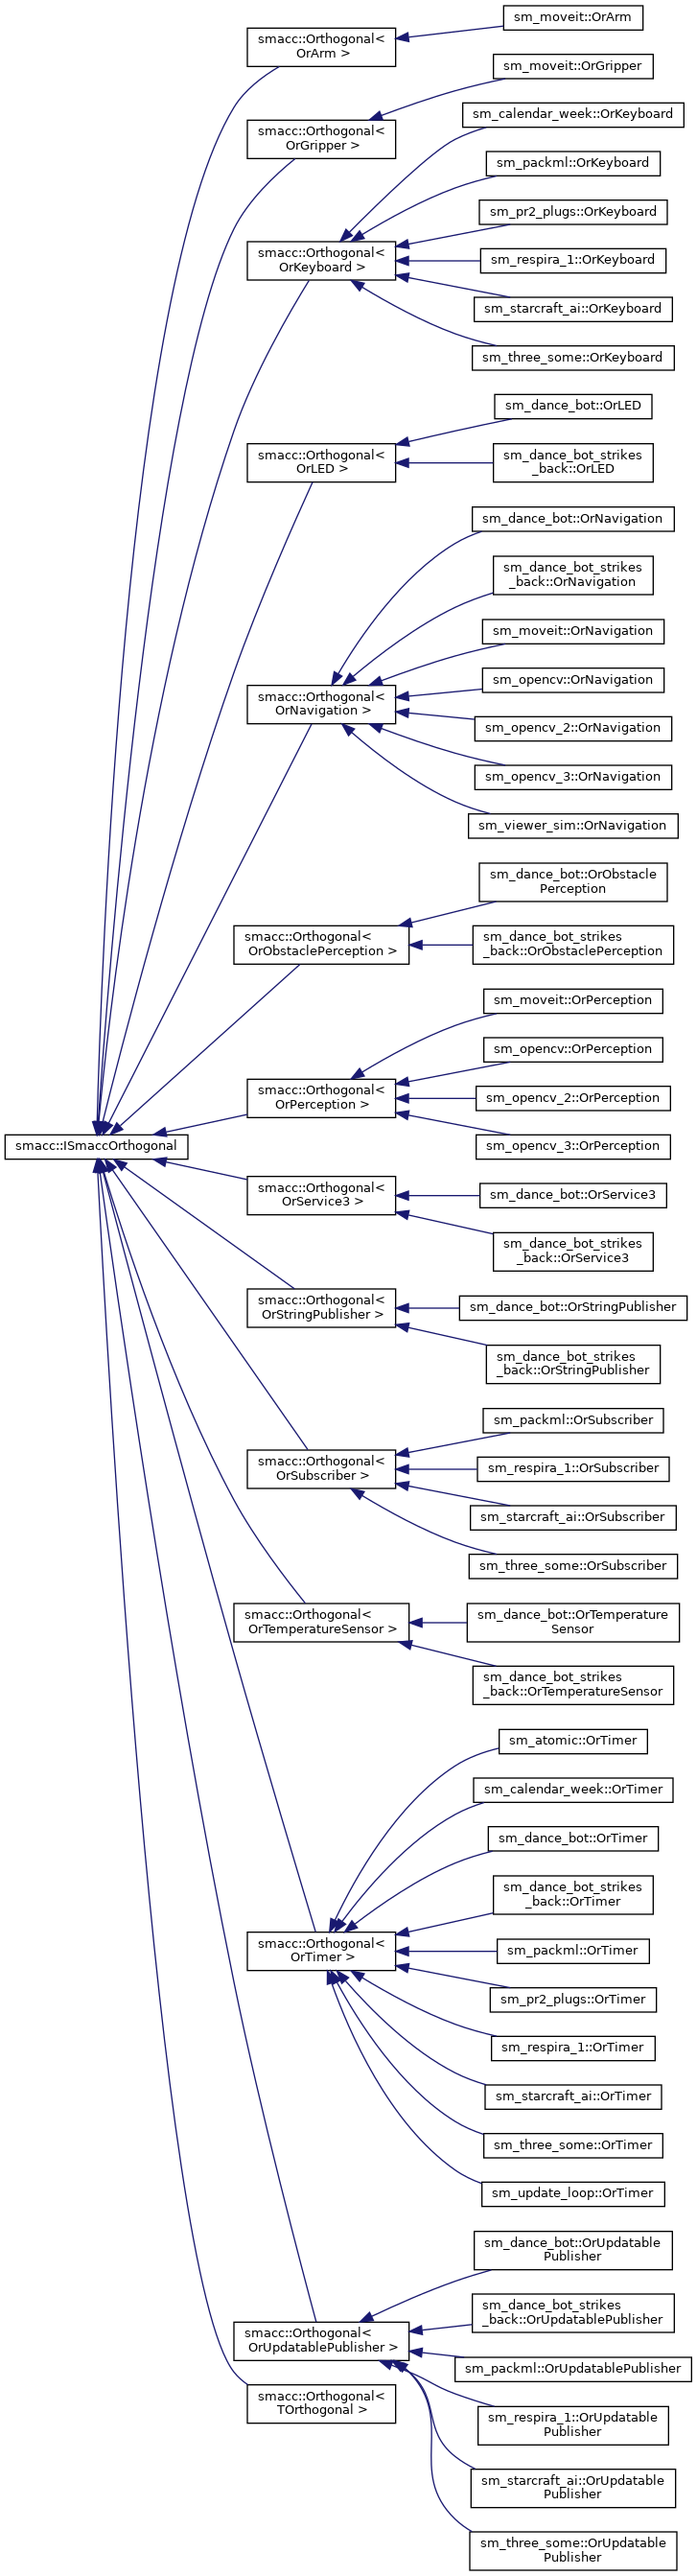 smacc::ISmaccOrthogonal
smacc::Orthogonal<
OrArm >
sm_moveit::OrArm
smacc::Orthogonal<
OrGripper >
sm_moveit::OrGripper
smacc::Orthogonal<
OrKeyboard >
sm_calendar_week::OrKeyboard
sm_packml::OrKeyboard
sm_pr2_plugs::OrKeyboard
sm_respira_1::OrKeyboard
sm_starcraft_ai::OrKeyboard
sm_three_some::OrKeyboard
smacc::Orthogonal<
OrLED >
sm_dance_bot::OrLED
sm_dance_bot_strikes
_back::OrLED
smacc::Orthogonal<
OrNavigation >
sm_dance_bot::OrNavigation
sm_dance_bot_strikes
_back::OrNavigation
sm_moveit::OrNavigation
sm_opencv::OrNavigation
sm_opencv_2::OrNavigation
sm_opencv_3::OrNavigation
sm_viewer_sim::OrNavigation
smacc::Orthogonal<
OrObstaclePerception >
sm_dance_bot::OrObstacle
Perception
sm_dance_bot_strikes
_back::OrObstaclePerception
smacc::Orthogonal<
OrPerception >
sm_moveit::OrPerception
sm_opencv::OrPerception
sm_opencv_2::OrPerception
sm_opencv_3::OrPerception
smacc::Orthogonal<
OrService3 >
sm_dance_bot::OrService3
sm_dance_bot_strikes
_back::OrService3
smacc::Orthogonal<
OrStringPublisher >
sm_dance_bot::OrStringPublisher
sm_dance_bot_strikes
_back::OrStringPublisher
smacc::Orthogonal<
OrSubscriber >
sm_packml::OrSubscriber
sm_respira_1::OrSubscriber
sm_starcraft_ai::OrSubscriber
sm_three_some::OrSubscriber
smacc::Orthogonal<
OrTemperatureSensor >
sm_dance_bot::OrTemperature
Sensor
sm_dance_bot_strikes
_back::OrTemperatureSensor
smacc::Orthogonal<
OrTimer >
sm_atomic::OrTimer
sm_calendar_week::OrTimer
sm_dance_bot::OrTimer
sm_dance_bot_strikes
_back::OrTimer
sm_packml::OrTimer
sm_pr2_plugs::OrTimer
sm_respira_1::OrTimer
sm_starcraft_ai::OrTimer
sm_three_some::OrTimer
sm_update_loop::OrTimer
smacc::Orthogonal<
OrUpdatablePublisher >
sm_dance_bot::OrUpdatable
Publisher
sm_dance_bot_strikes
_back::OrUpdatablePublisher
sm_packml::OrUpdatablePublisher
sm_respira_1::OrUpdatable
Publisher
sm_starcraft_ai::OrUpdatable
Publisher
sm_three_some::OrUpdatable
Publisher
smacc::Orthogonal<
TOrthogonal >